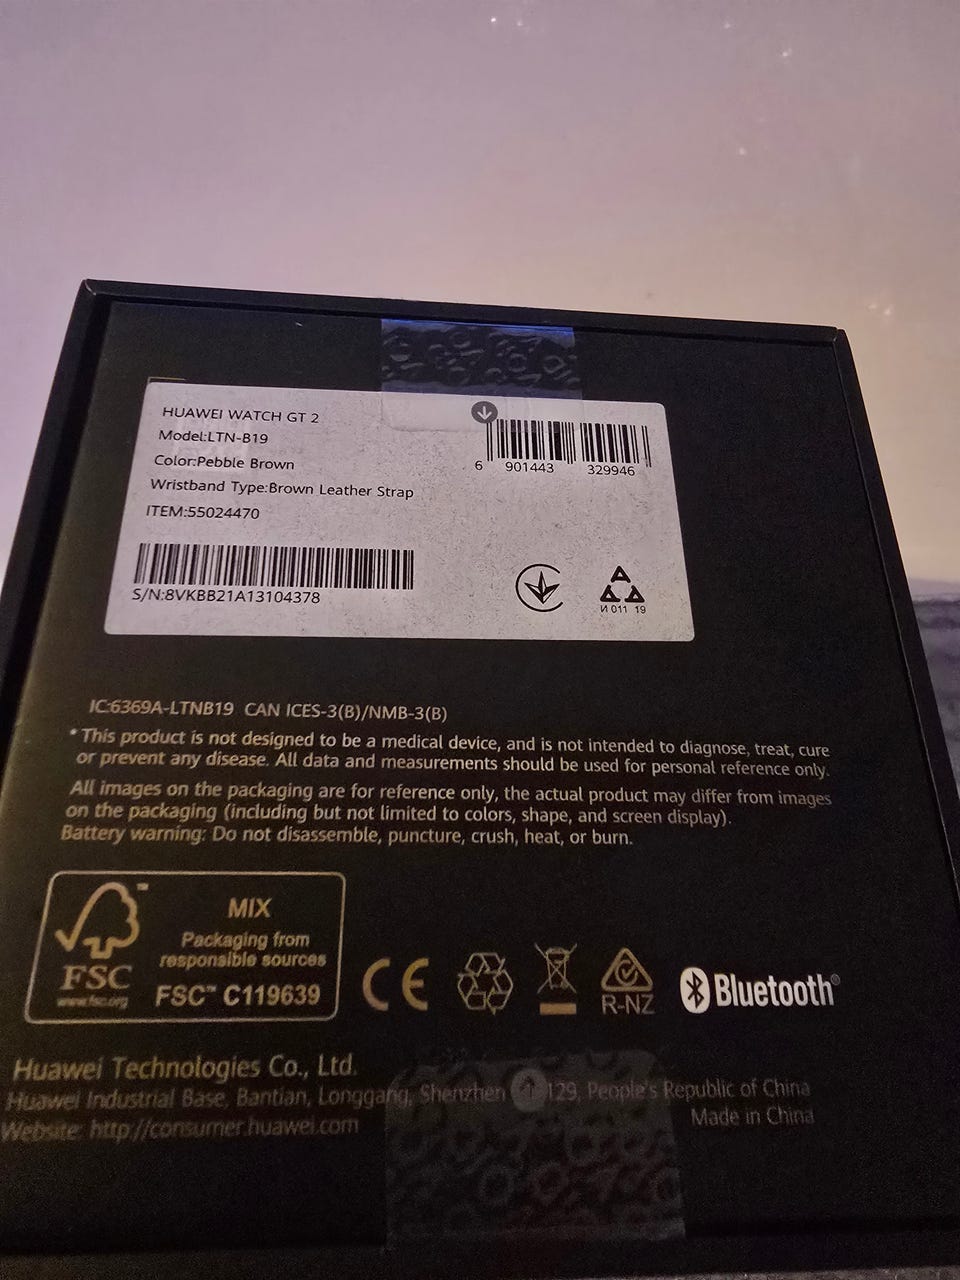 HUAWEI WATCH GT 2
Model:LTN-B19
Color:Pebble Brown
Wristband Type:Brown Leather Strap
ITEM:55024470
6 901443 329946
S/N:8VKBB21A13104378
И 011 19
IC:6369A-LTNB19 CAN ICES-3(B)/NMB-3(B)
* This product is not designed to be a medical device, and is not intended to diagnose, treat, cure
or prevent any disease. All data and measurements should be used for personal reference only.
All images on the packaging are for reference only, the actual product may differ from images
on the packaging (including but not limited to colors, shape, and screen display).
Battery warning: Do not disassemble, puncture, crush, heat, or burn.
FSC
www.fsc.org
MIX
Packaging from
responsible sources
FSC™ C119639
CE
R-NZ
Bluetooth®
Huawei Technologies Co., Ltd.
Huawei Industrial Base, Bantian, Longgang, Shenzhen 129, People's Republic of China
Made in China
Website: http://consumer.huawei.com